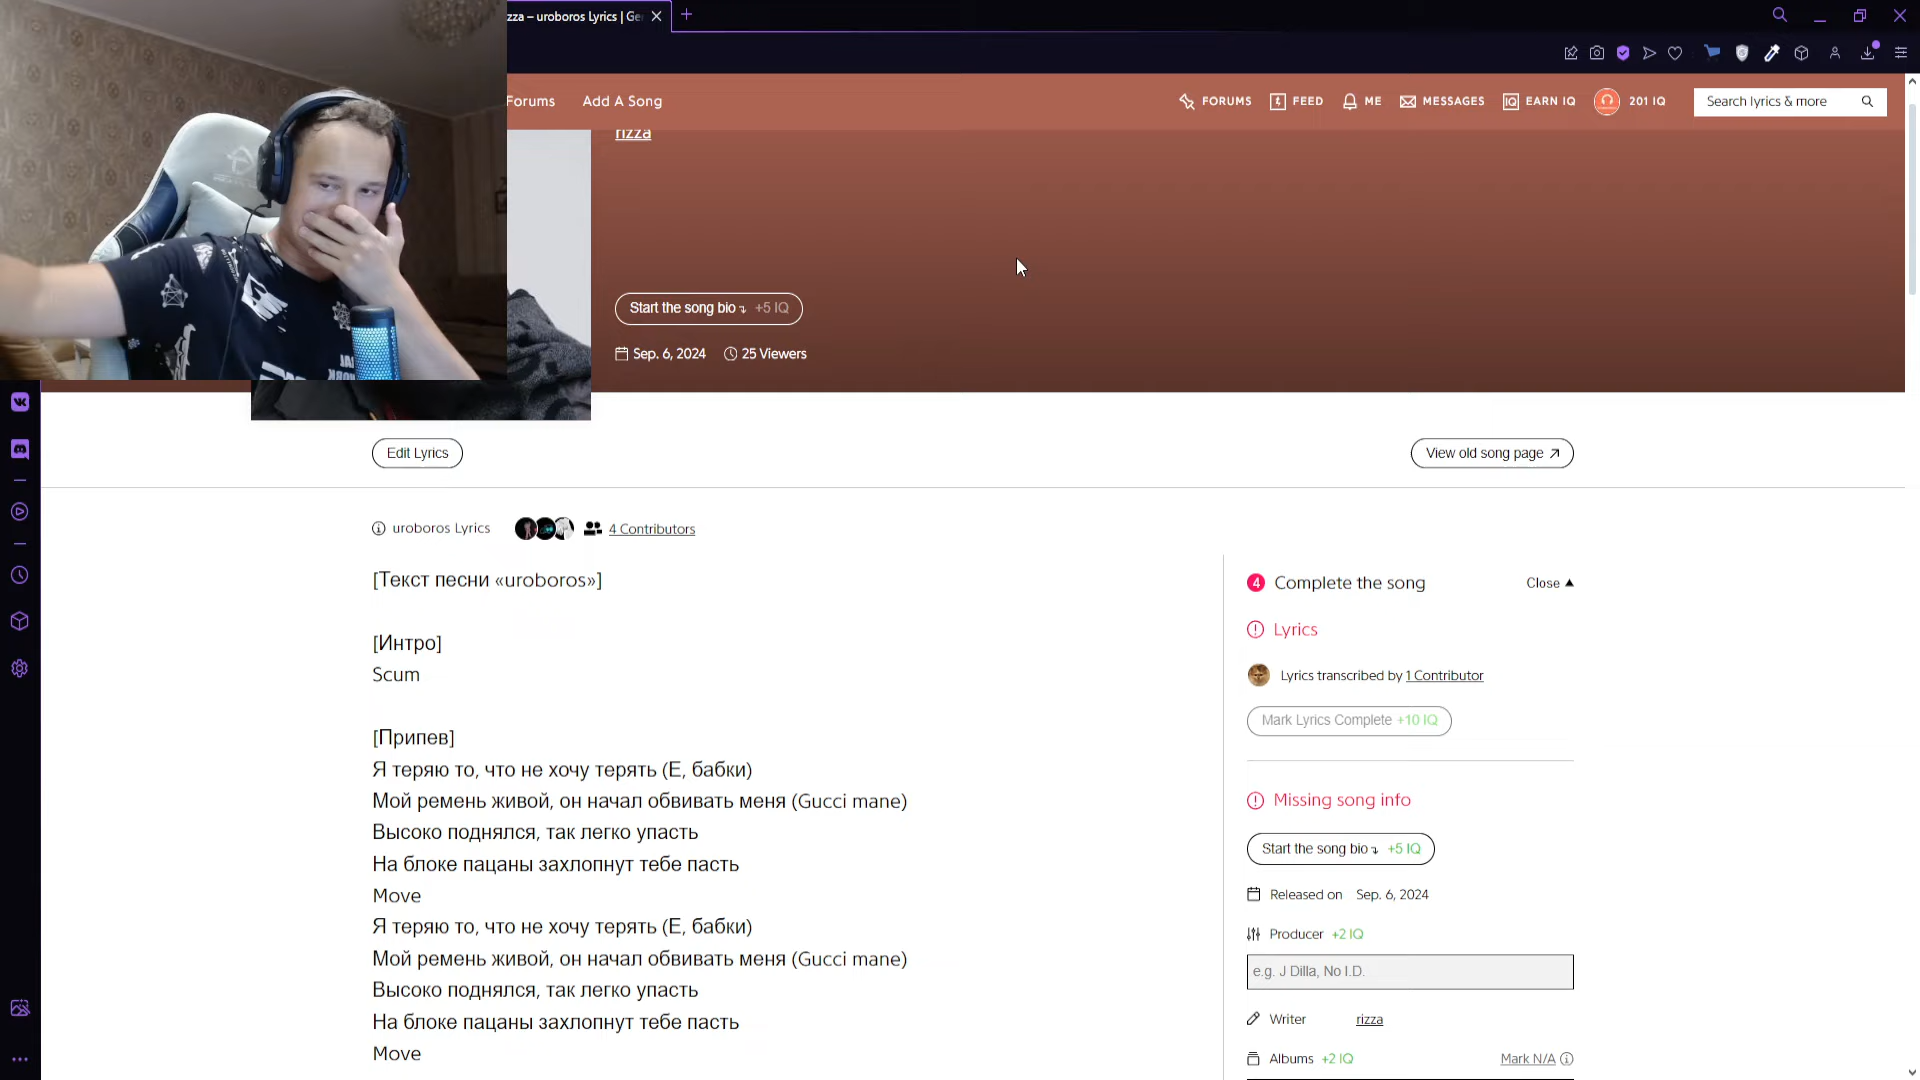 zza – uroboros Lyrics | Ge
Forums
Add A Song
FORUMS
FEED
ME
MESSAGES
EARN IQ
201 IQ
Search lyrics & more
rizza
Start the song bio +5 IQ
Sep. 6, 2024
25 Viewers
Edit Lyrics
View old song page
uroboros Lyrics
4 Contributors
[Текст песни «uroboros»]
[Интро]
Scum
[Припев]
Я теряю то, что не хочу терять (Е, бабки)
Мой ремень живой, он начал обвивать меня (Gucci mane)
Высоко поднялся, так легко упасть
На блоке пацаны захлопнут тебе пасть
Move
Я теряю то, что не хочу терять (Е, бабки)
Мой ремень живой, он начал обвивать меня (Gucci mane)
Высоко поднялся, так легко упасть
На блоке пацаны захлопнут тебе пасть
Move
4 Complete the song
Close
Lyrics
Lyrics transcribed by 1 Contributor
Mark Lyrics Complete +10 IQ
Missing song info
Start the song bio +5 IQ
Released on Sep. 6, 2024
Producer +2 IQ
e.g. J Dilla, No I.D.
Writer rizza
Albums +2 IQ
Mark N/A